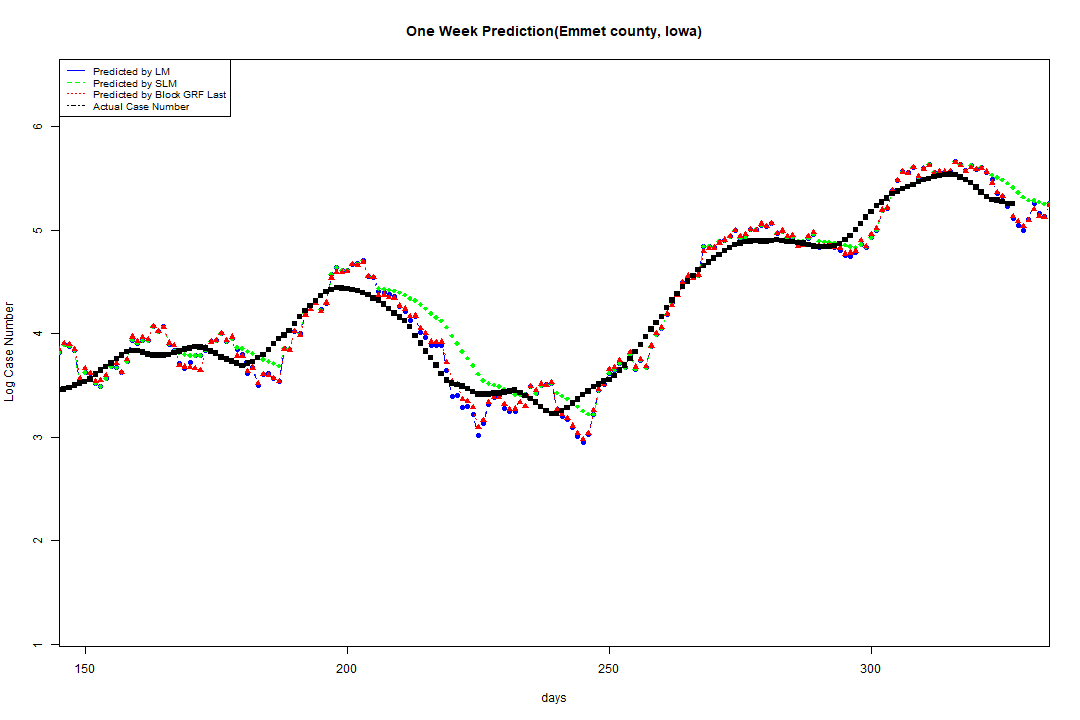 One Week Prediction(Emmet county, Iowa)
Predicted by LM
Predicted by SLM
Predicted by Block GRF Last
Actual Case Number
6
5
4
3
2
1
Log Case Number
150 200 250 300
days